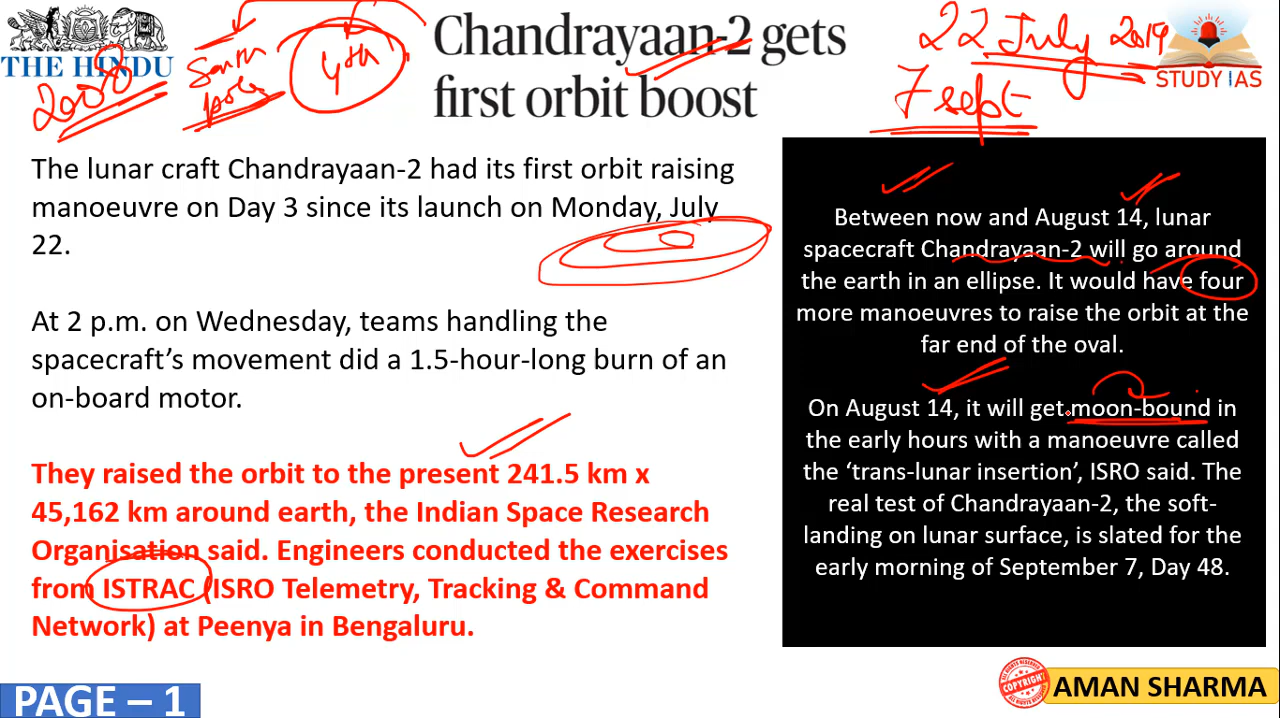 THE HINDU
2008
South
pole
4th
Chandrayaan-2 gets
first orbit boost
22 July 2019
7 sept
STUDY IAS
The lunar craft Chandrayaan-2 had its first orbit raising
manoeuvre on Day 3 since its launch on Monday, July
22.
At 2 p.m. on Wednesday, teams handling the
spacecraft’s movement did a 1.5-hour-long burn of an
on-board motor.
They raised the orbit to the present 241.5 km x
45,162 km around earth, the Indian Space Research
Organisation said. Engineers conducted the exercises
from ISTRAC (ISRO Telemetry, Tracking & Command
Network) at Peenya in Bengaluru.
Between now and August 14, lunar
spacecraft Chandrayaan-2 will go around
the earth in an ellipse. It would have four
more manoeuvres to raise the orbit at the
far end of the oval.
On August 14, it will get moon-bound in
the early hours with a manoeuvre called
the ‘trans-lunar insertion’, ISRO said. The
real test of Chandrayaan-2, the soft-
landing on lunar surface, is slated for the
early morning of September 7, Day 48.
PAGE – 1
COPYRIGHT
AMAN SHARMA